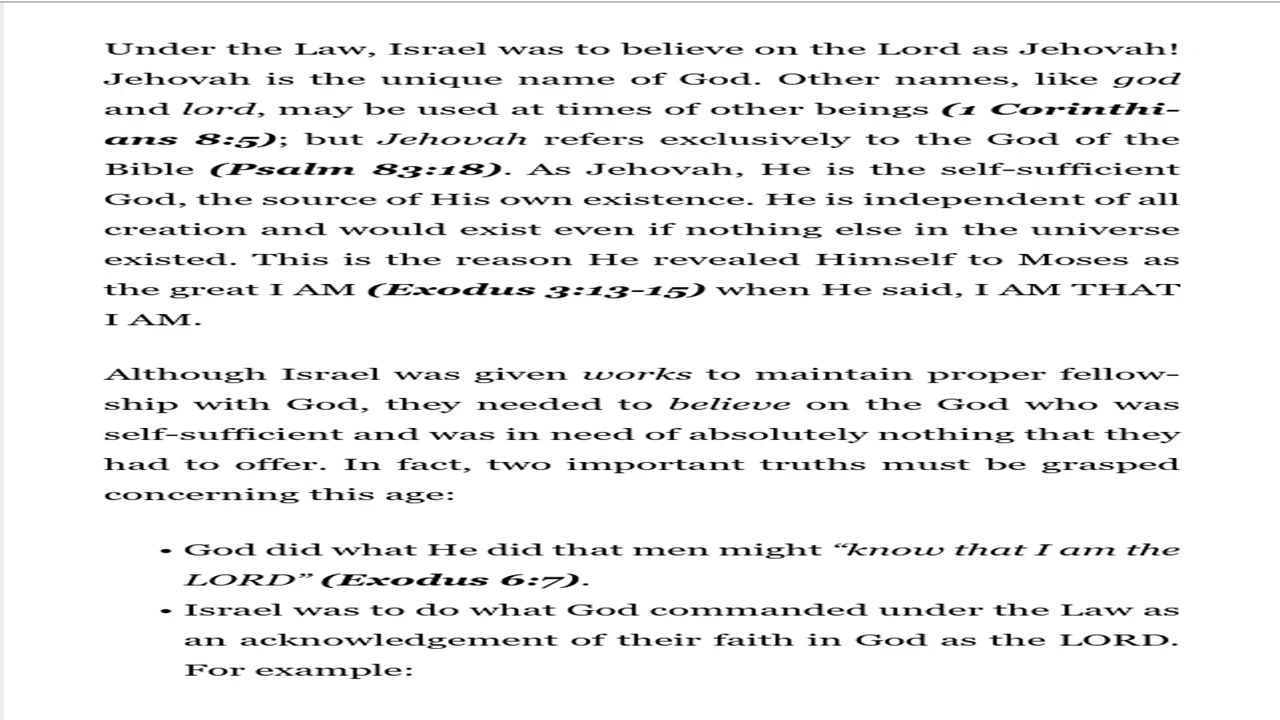 Under the Law, Israel was to believe on the Lord as Jehovah!
Jehovah is the unique name of God. Other names, like god
and lord, may be used at times of other beings (1 Corinthi-
ans 8:5); but Jehovah refers exclusively to the God of the
Bible (Psalm 83:18). As Jehovah, He is the self-sufficient
God, the source of His own existence. He is independent of all
creation and would exist even if nothing else in the universe
existed. This is the reason He revealed Himself to Moses as
the great I AM (Exodus 3:13-15) when He said, I AM THAT
I AM.
Although Israel was given works to maintain proper fellow-
ship with God, they needed to believe on the God who was
self-sufficient and was in need of absolutely nothing that they
had to offer. In fact, two important truths must be grasped
concerning this age:
• God did what He did that men might “know that I am the
LORD” (Exodus 6:7).
• Israel was to do what God commanded under the Law as
an acknowledgement of their faith in God as the LORD.
For example: